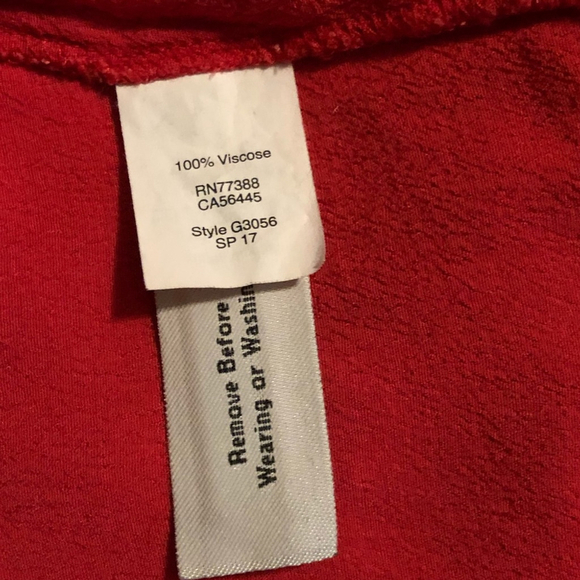 100% Viscose
RN77388
CA56445
Style G3056
SP 17
Remove Before
Wearing or Washin